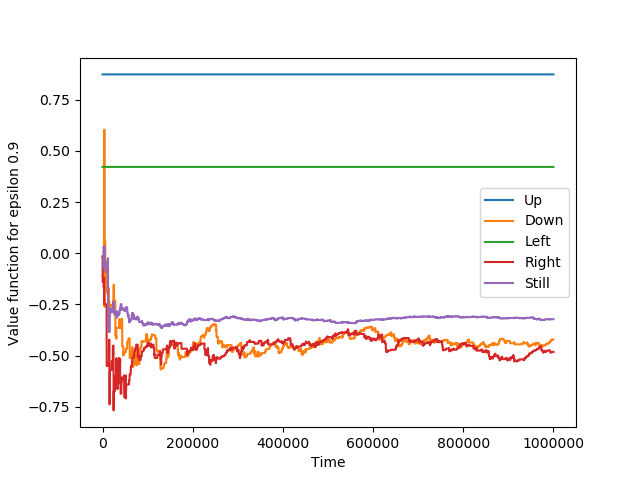 0.75
0.50
0.25
0.00
−0.25
−0.50
−0.75
Value function for epsilon 0.9
Up
Down
Left
Right
Still
0 200000 400000 600000 800000 1000000
Time